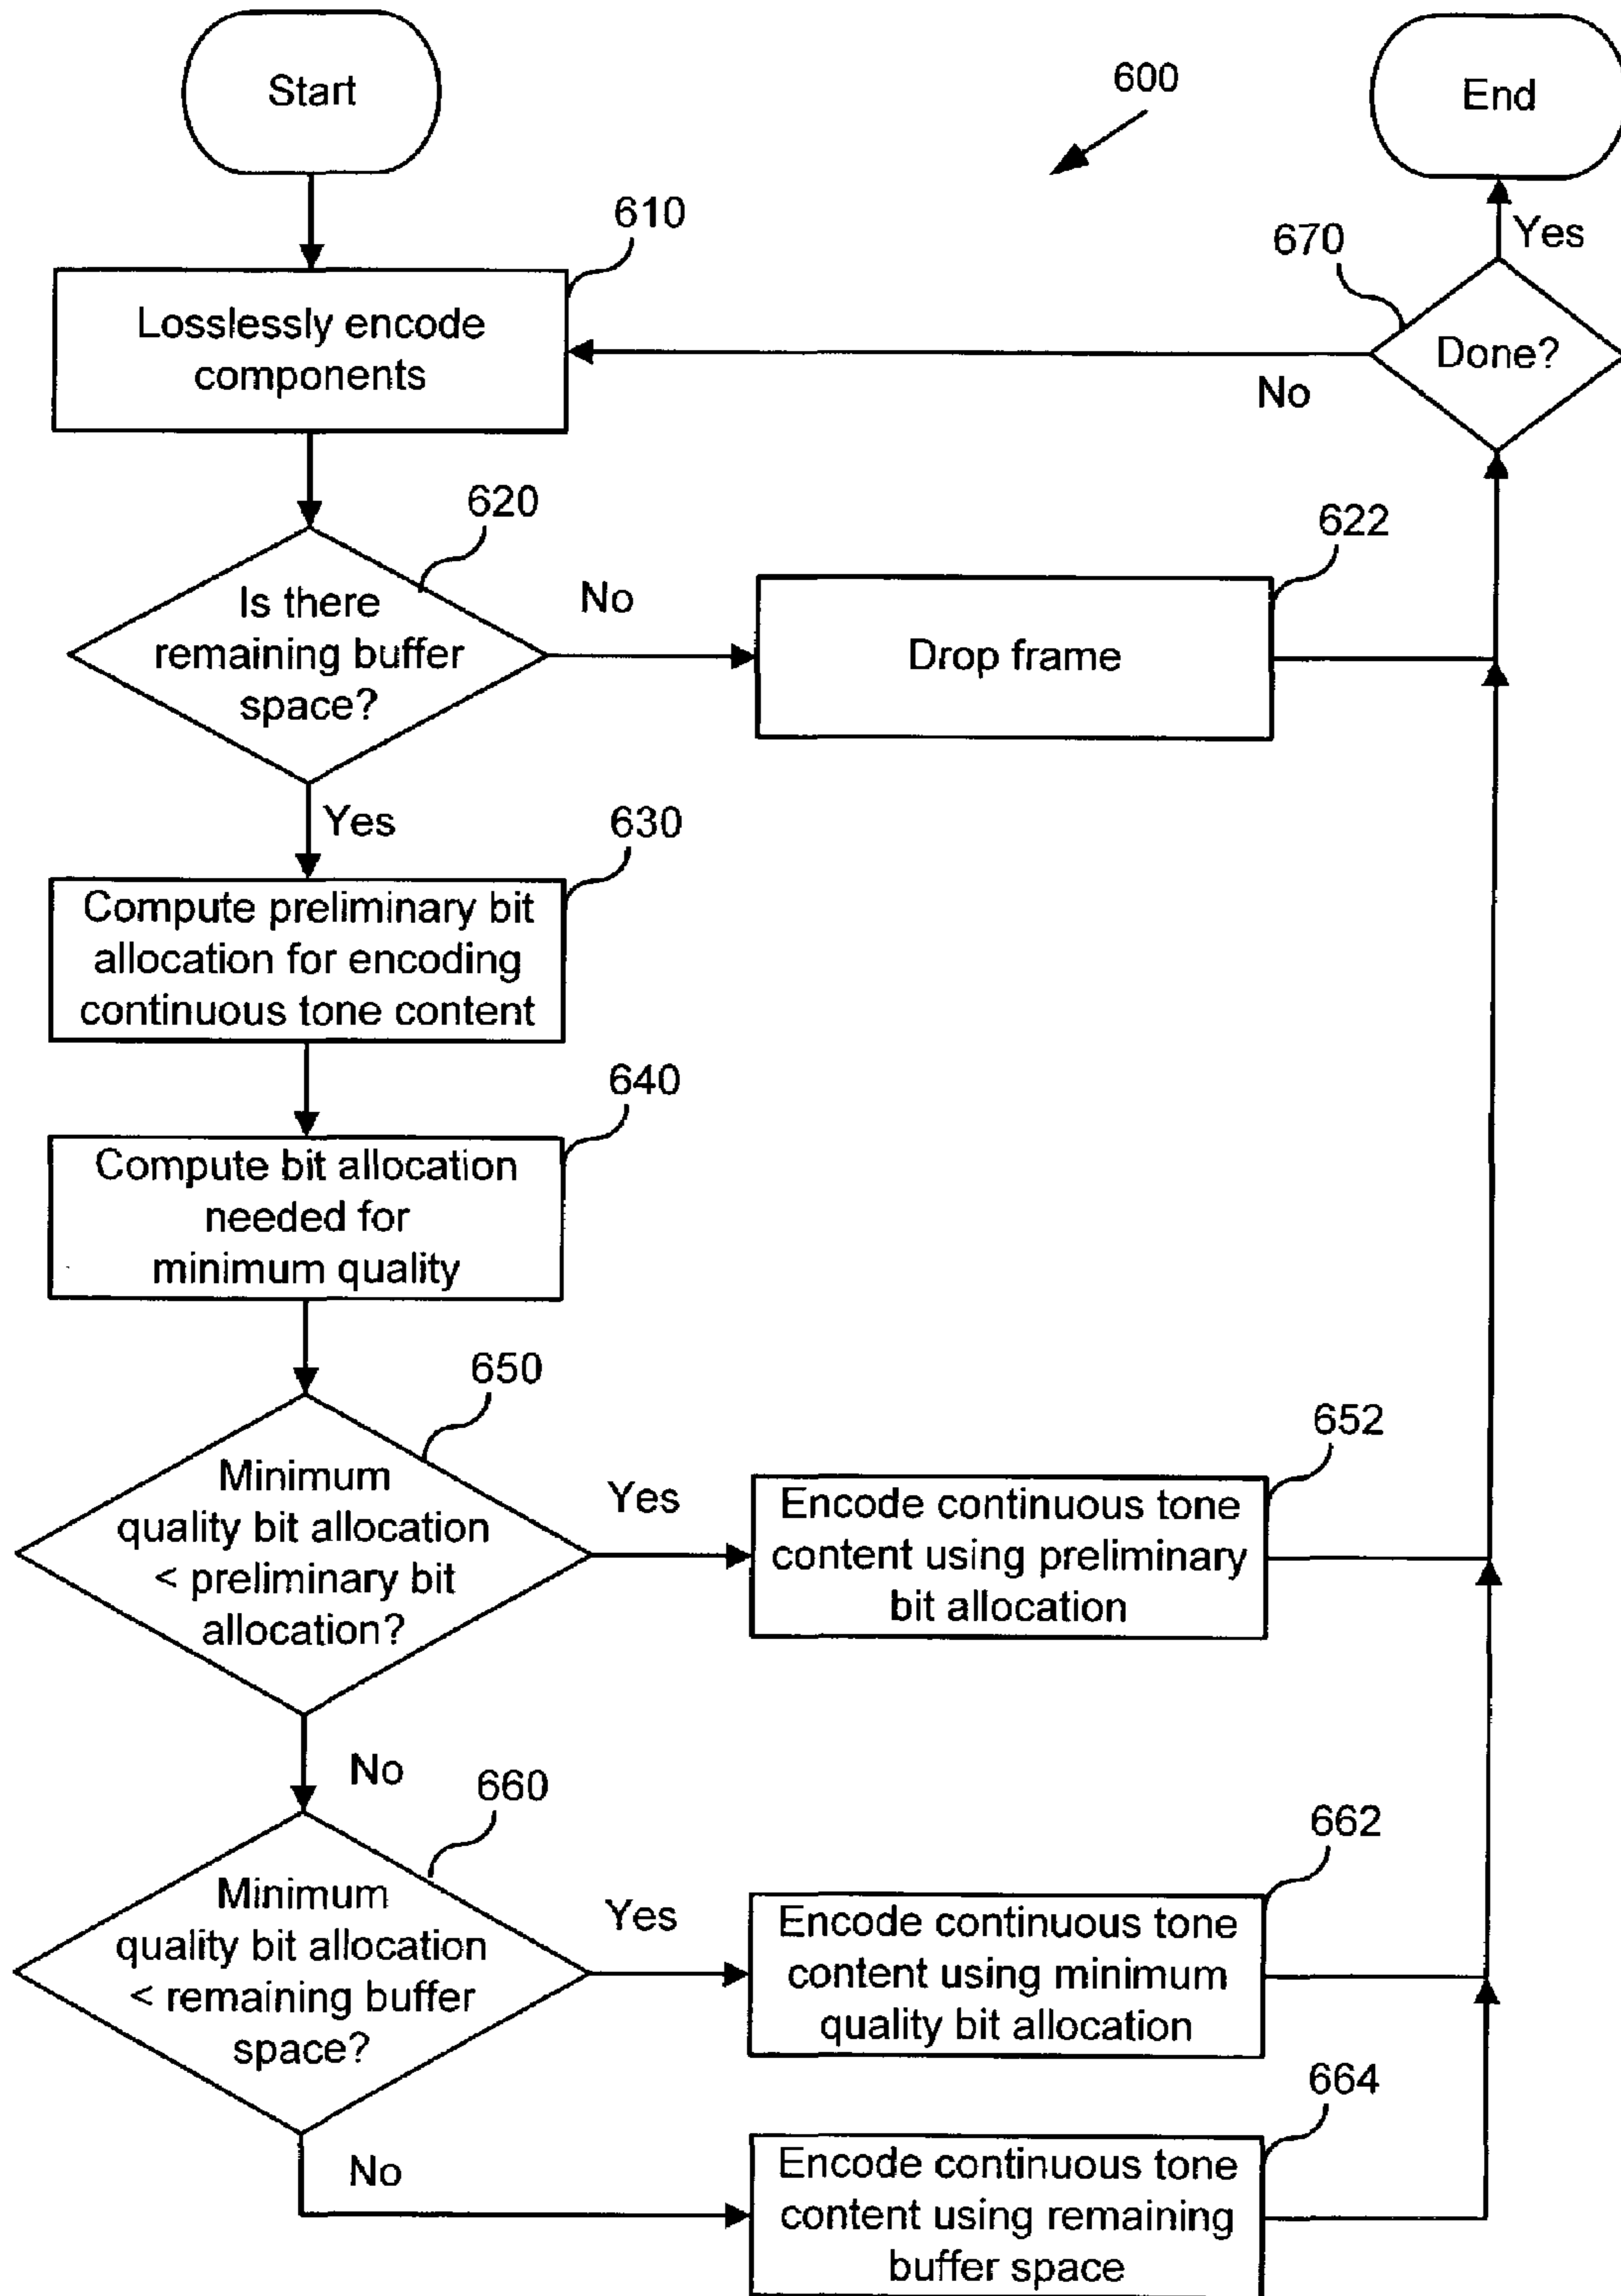 Start
600
End
610
Losslessly encode
components
670
Done?
Yes
No
620
Is there
remaining buffer
space?
No
622
Drop frame
Yes
630
Compute preliminary bit
allocation for encoding
continuous tone content
640
Compute bit allocation
needed for
minimum quality
650
Minimum
quality bit allocation
< preliminary bit
allocation?
Yes
652
Encode continuous tone
content using preliminary
bit allocation
No
660
Minimum
quality bit allocation
< remaining buffer
space?
Yes
662
Encode continuous tone
content using minimum
quality bit allocation
No
664
Encode continuous tone
content using remaining
buffer space